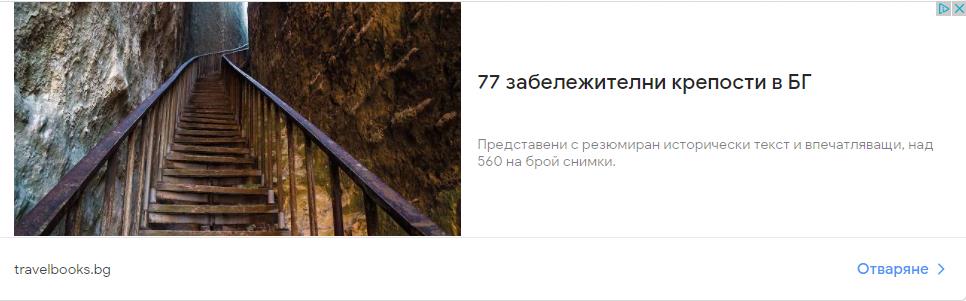 77 забележителни крепости в БГ
Представени с резюмиран исторически текст и впечатляващи, над
560 на брой снимки.
travelbooks.bg
Отваряне